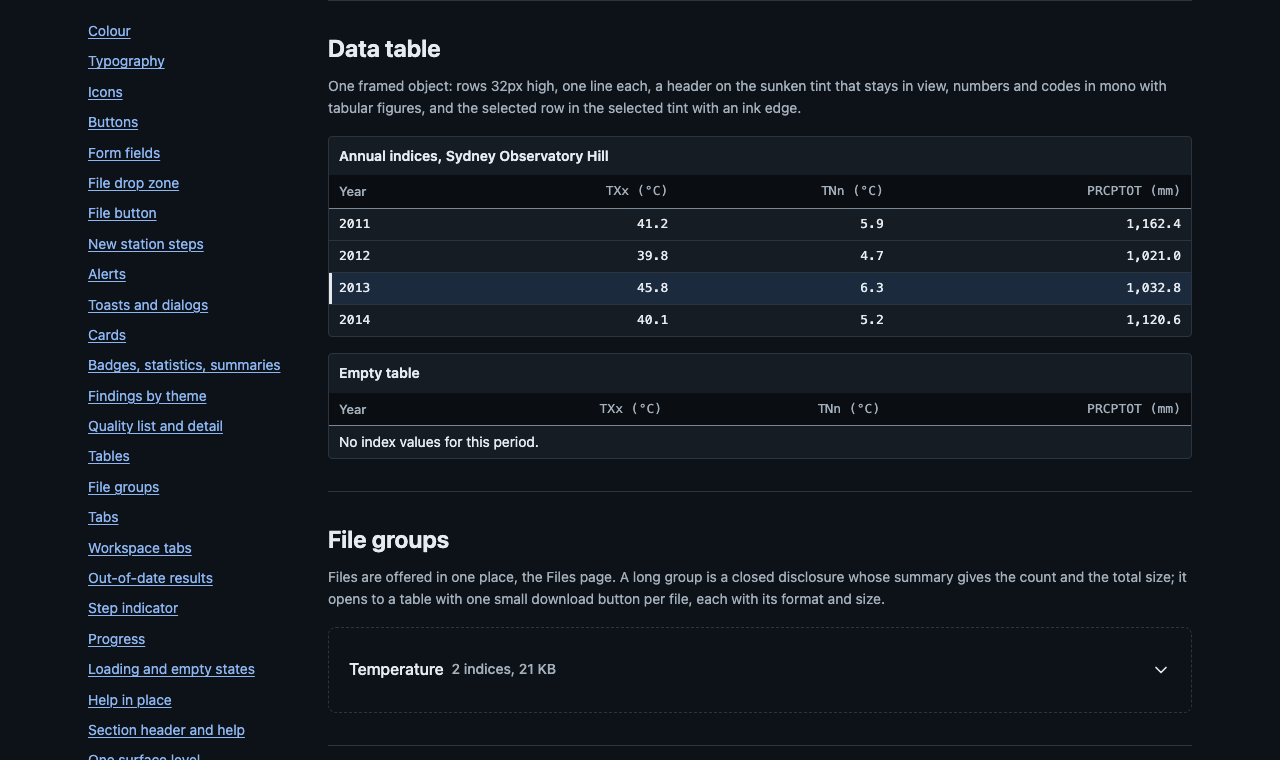 Colour
Typography
Icons
Buttons
Form fields
File drop zone
File button
New station steps
Alerts
Toasts and dialogs
Cards
Badges, statistics, summaries
Findings by theme
Quality list and detail
Tables
File groups
Tabs
Workspace tabs
Out-of-date results
Step indicator
Progress
Loading and empty states
Help in place
Section header and help
One surface level
Data table
One framed object: rows 32px high, one line each, a header on the sunken tint that stays in view, numbers and codes in mono with
tabular figures, and the selected row in the selected tint with an ink edge.
Annual indices, Sydney Observatory Hill
Year TXx (°C) TNn (°C) PRCPTOT (mm)
2011 41.2 5.9 1,162.4
2012 39.8 4.7 1,021.0
2013 45.8 6.3 1,032.8
2014 40.1 5.2 1,120.6
Empty table
Year TXx (°C) TNn (°C) PRCPTOT (mm)
No index values for this period.
File groups
Files are offered in one place, the Files page. A long group is a closed disclosure whose summary gives the count and the total size; it
opens to a table with one small download button per file, each with its format and size.
Temperature 2 indices, 21 KB